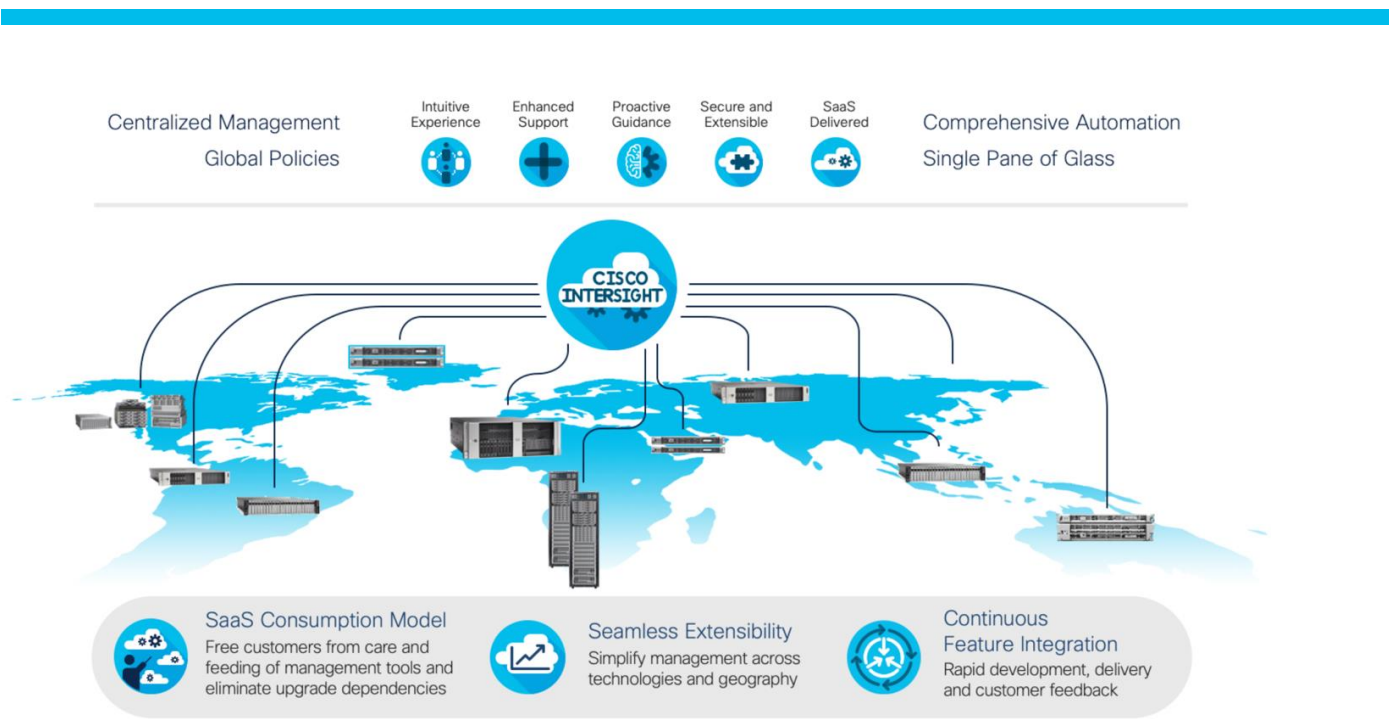 Centralized Management
Global Policies
Intuitive
Experience
Enhanced
Support
Proactive
Guidance
Secure and
Extensible
SaaS
Delivered
Comprehensive Automation
Single Pane of Glass
CISCO
INTERSIGHT
SaaS Consumption Model
Free customers from care and
feeding of management tools and
eliminate upgrade dependencies
Seamless Extensibility
Simplify management across
technologies and geography
Continuous
Feature Integration
Rapid development, delivery
and customer feedback